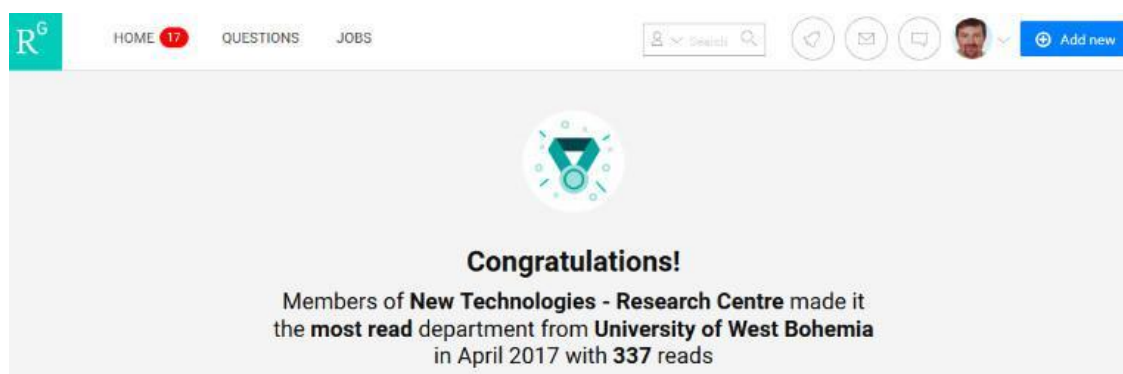 RG
HOME 17 QUESTIONS JOBS Search Add new
Congratulations!
Members of New Technologies - Research Centre made it
the most read department from University of West Bohemia
in April 2017 with 337 reads